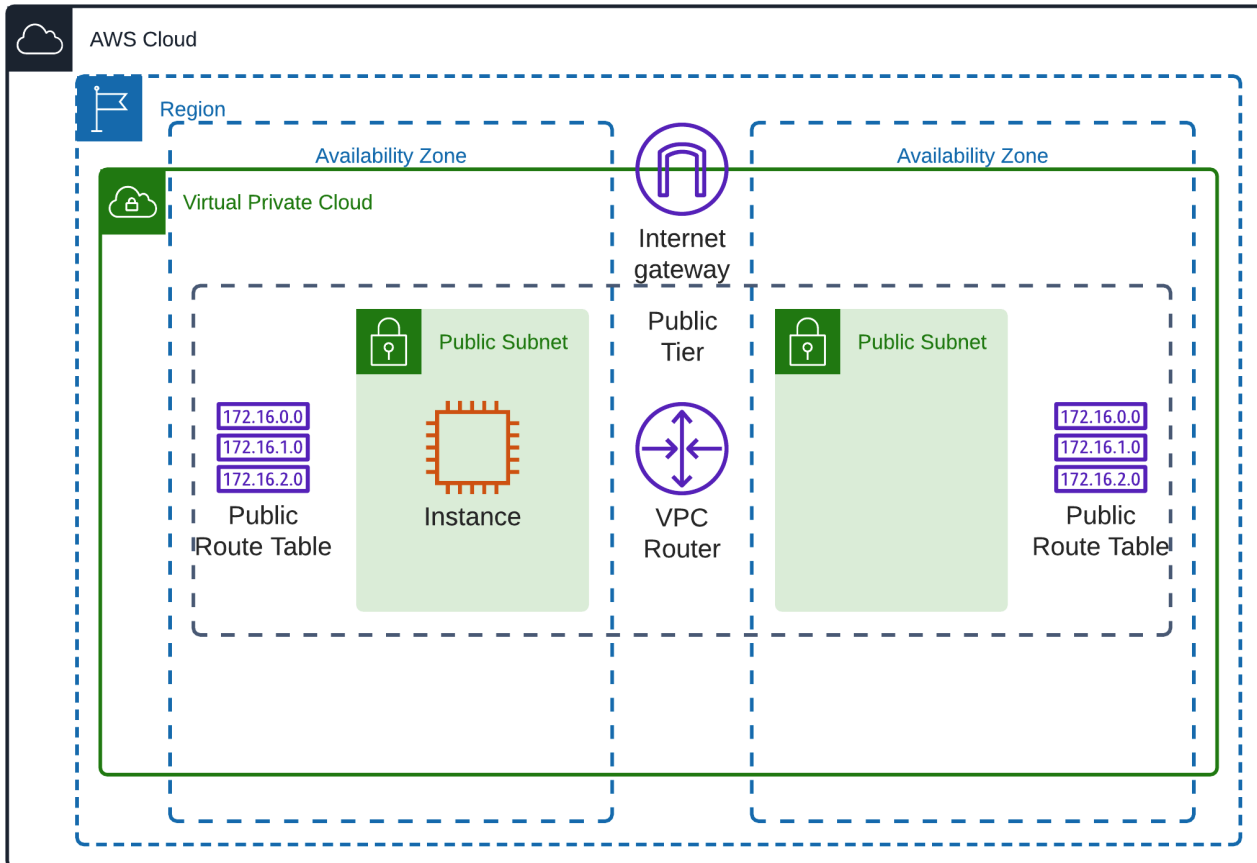 AWS Cloud
Region
Availability Zone
Availability Zone
Virtual Private Cloud
Internet
gateway
Public
Tier
Public Subnet
Public Subnet
172.16.0.0
172.16.1.0
172.16.2.0
Public
Route Table
Instance
VPC
Router
172.16.0.0
172.16.1.0
172.16.2.0
Public
Route Table